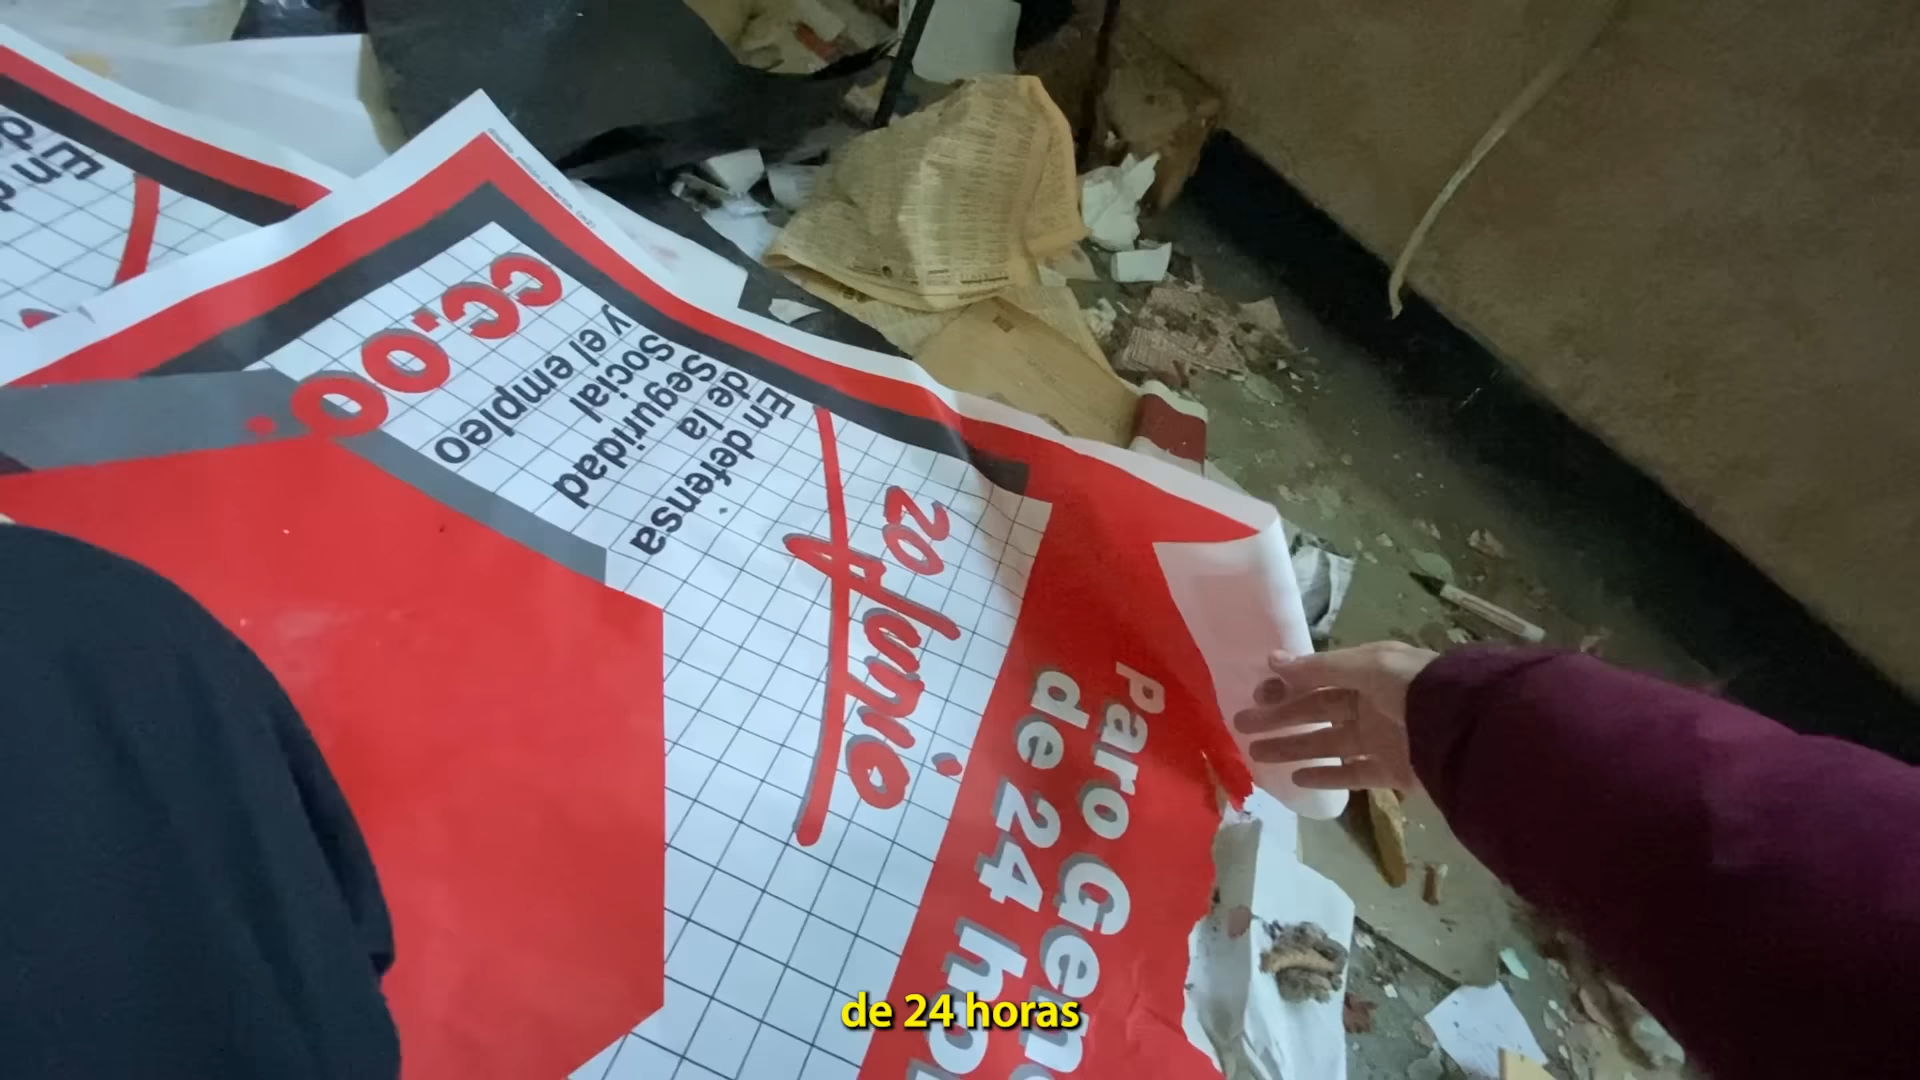 Paro Gen
de 24 ho
20 Junio
En defensa
de la
Seguridad
Social
y el empleo
CC.OO.
En d
de 24 horas